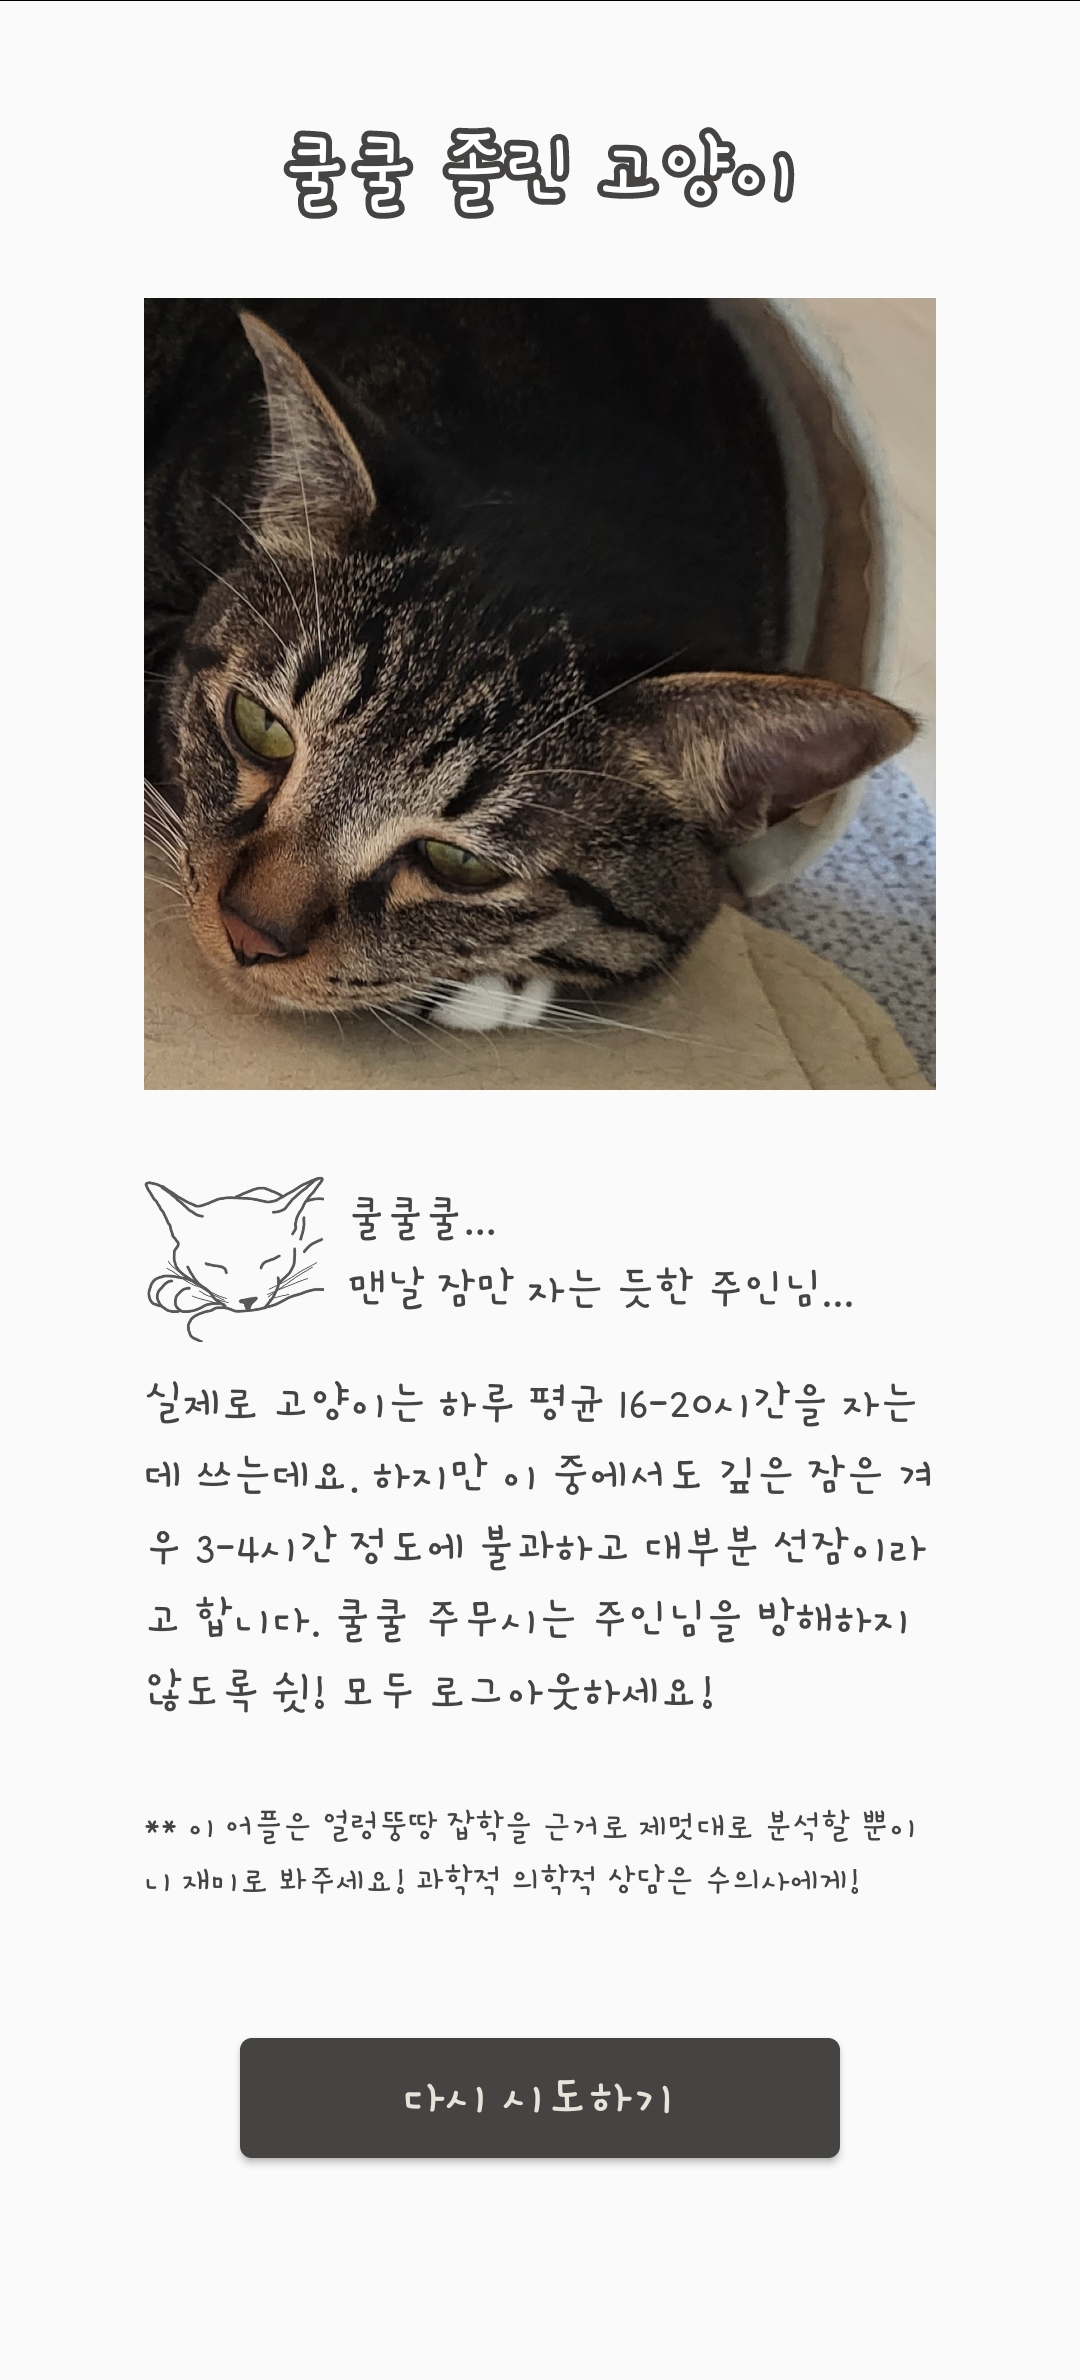 쿨쿨 졸린 고양이
쿨쿨쿨...
맨날 잠만 자는 듯한 주인님...
실제로 고양이는 하루 평균 16-20시간을 자는
데 쓰는데요. 하지만 이 중에서도 깊은 잠은 겨
우 3-4시간 정도에 불과하고 대부분 선잠이라
고 합니다. 쿨쿨 주무시는 주인님을 방해하지
않도록 쉿! 모두 로그아웃하세요!
** 이 어플은 얼렁뚱땅 잡학을 근거로 제멋대로 분석할 뿐이
니 재미로 봐주세요! 과학적 의학적 상담은 수의사에게!
다시 시도하기